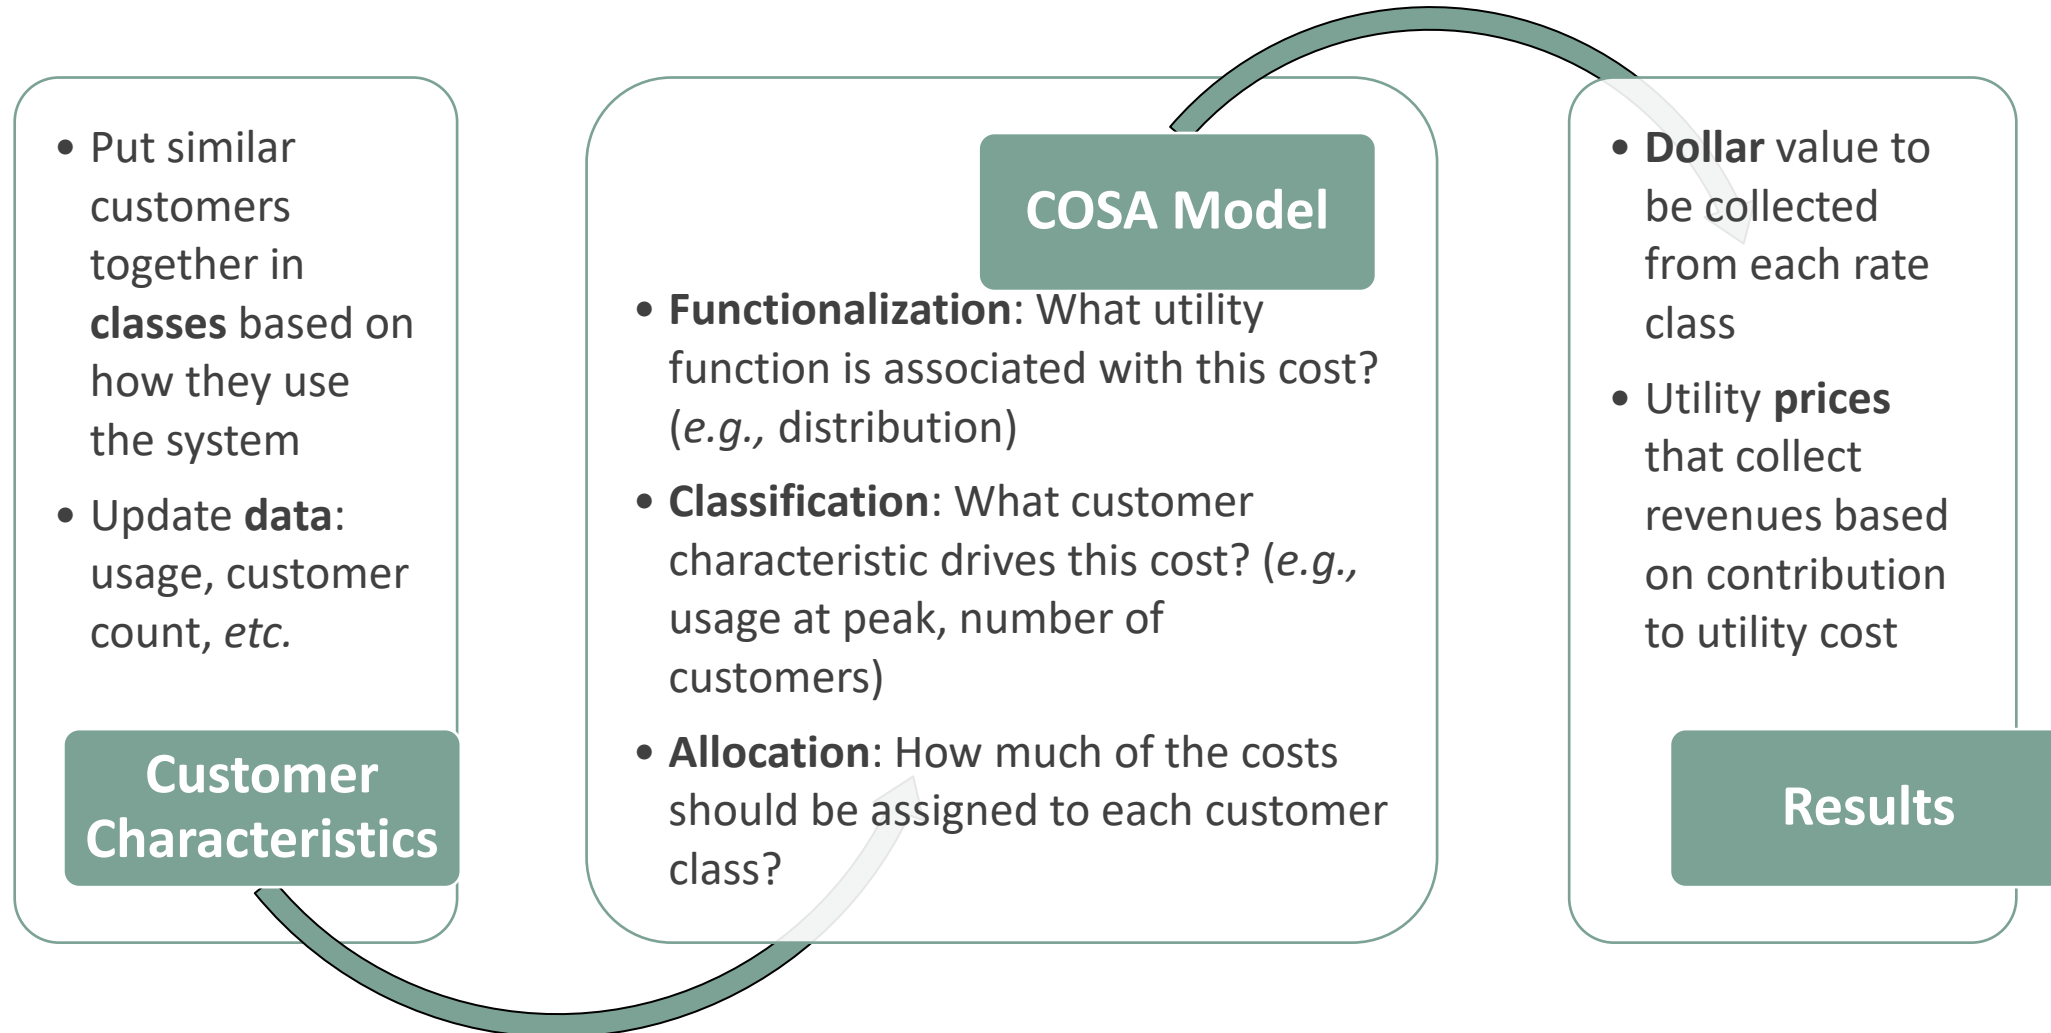 • Put similar
customers
together in
classes based on
how they use
the system
• Update data:
usage, customer
count, etc.
Customer
Characteristics
COSA Model
• Functionalization: What utility
function is associated with this cost?
(e.g., distribution)
• Classification: What customer
characteristic drives this cost? (e.g.,
usage at peak, number of
customers)
• Allocation: How much of the costs
should be assigned to each customer
class?
• Dollar value to
be collected
from each rate
class
• Utility prices
that collect
revenues based
on contribution
to utility cost
Results